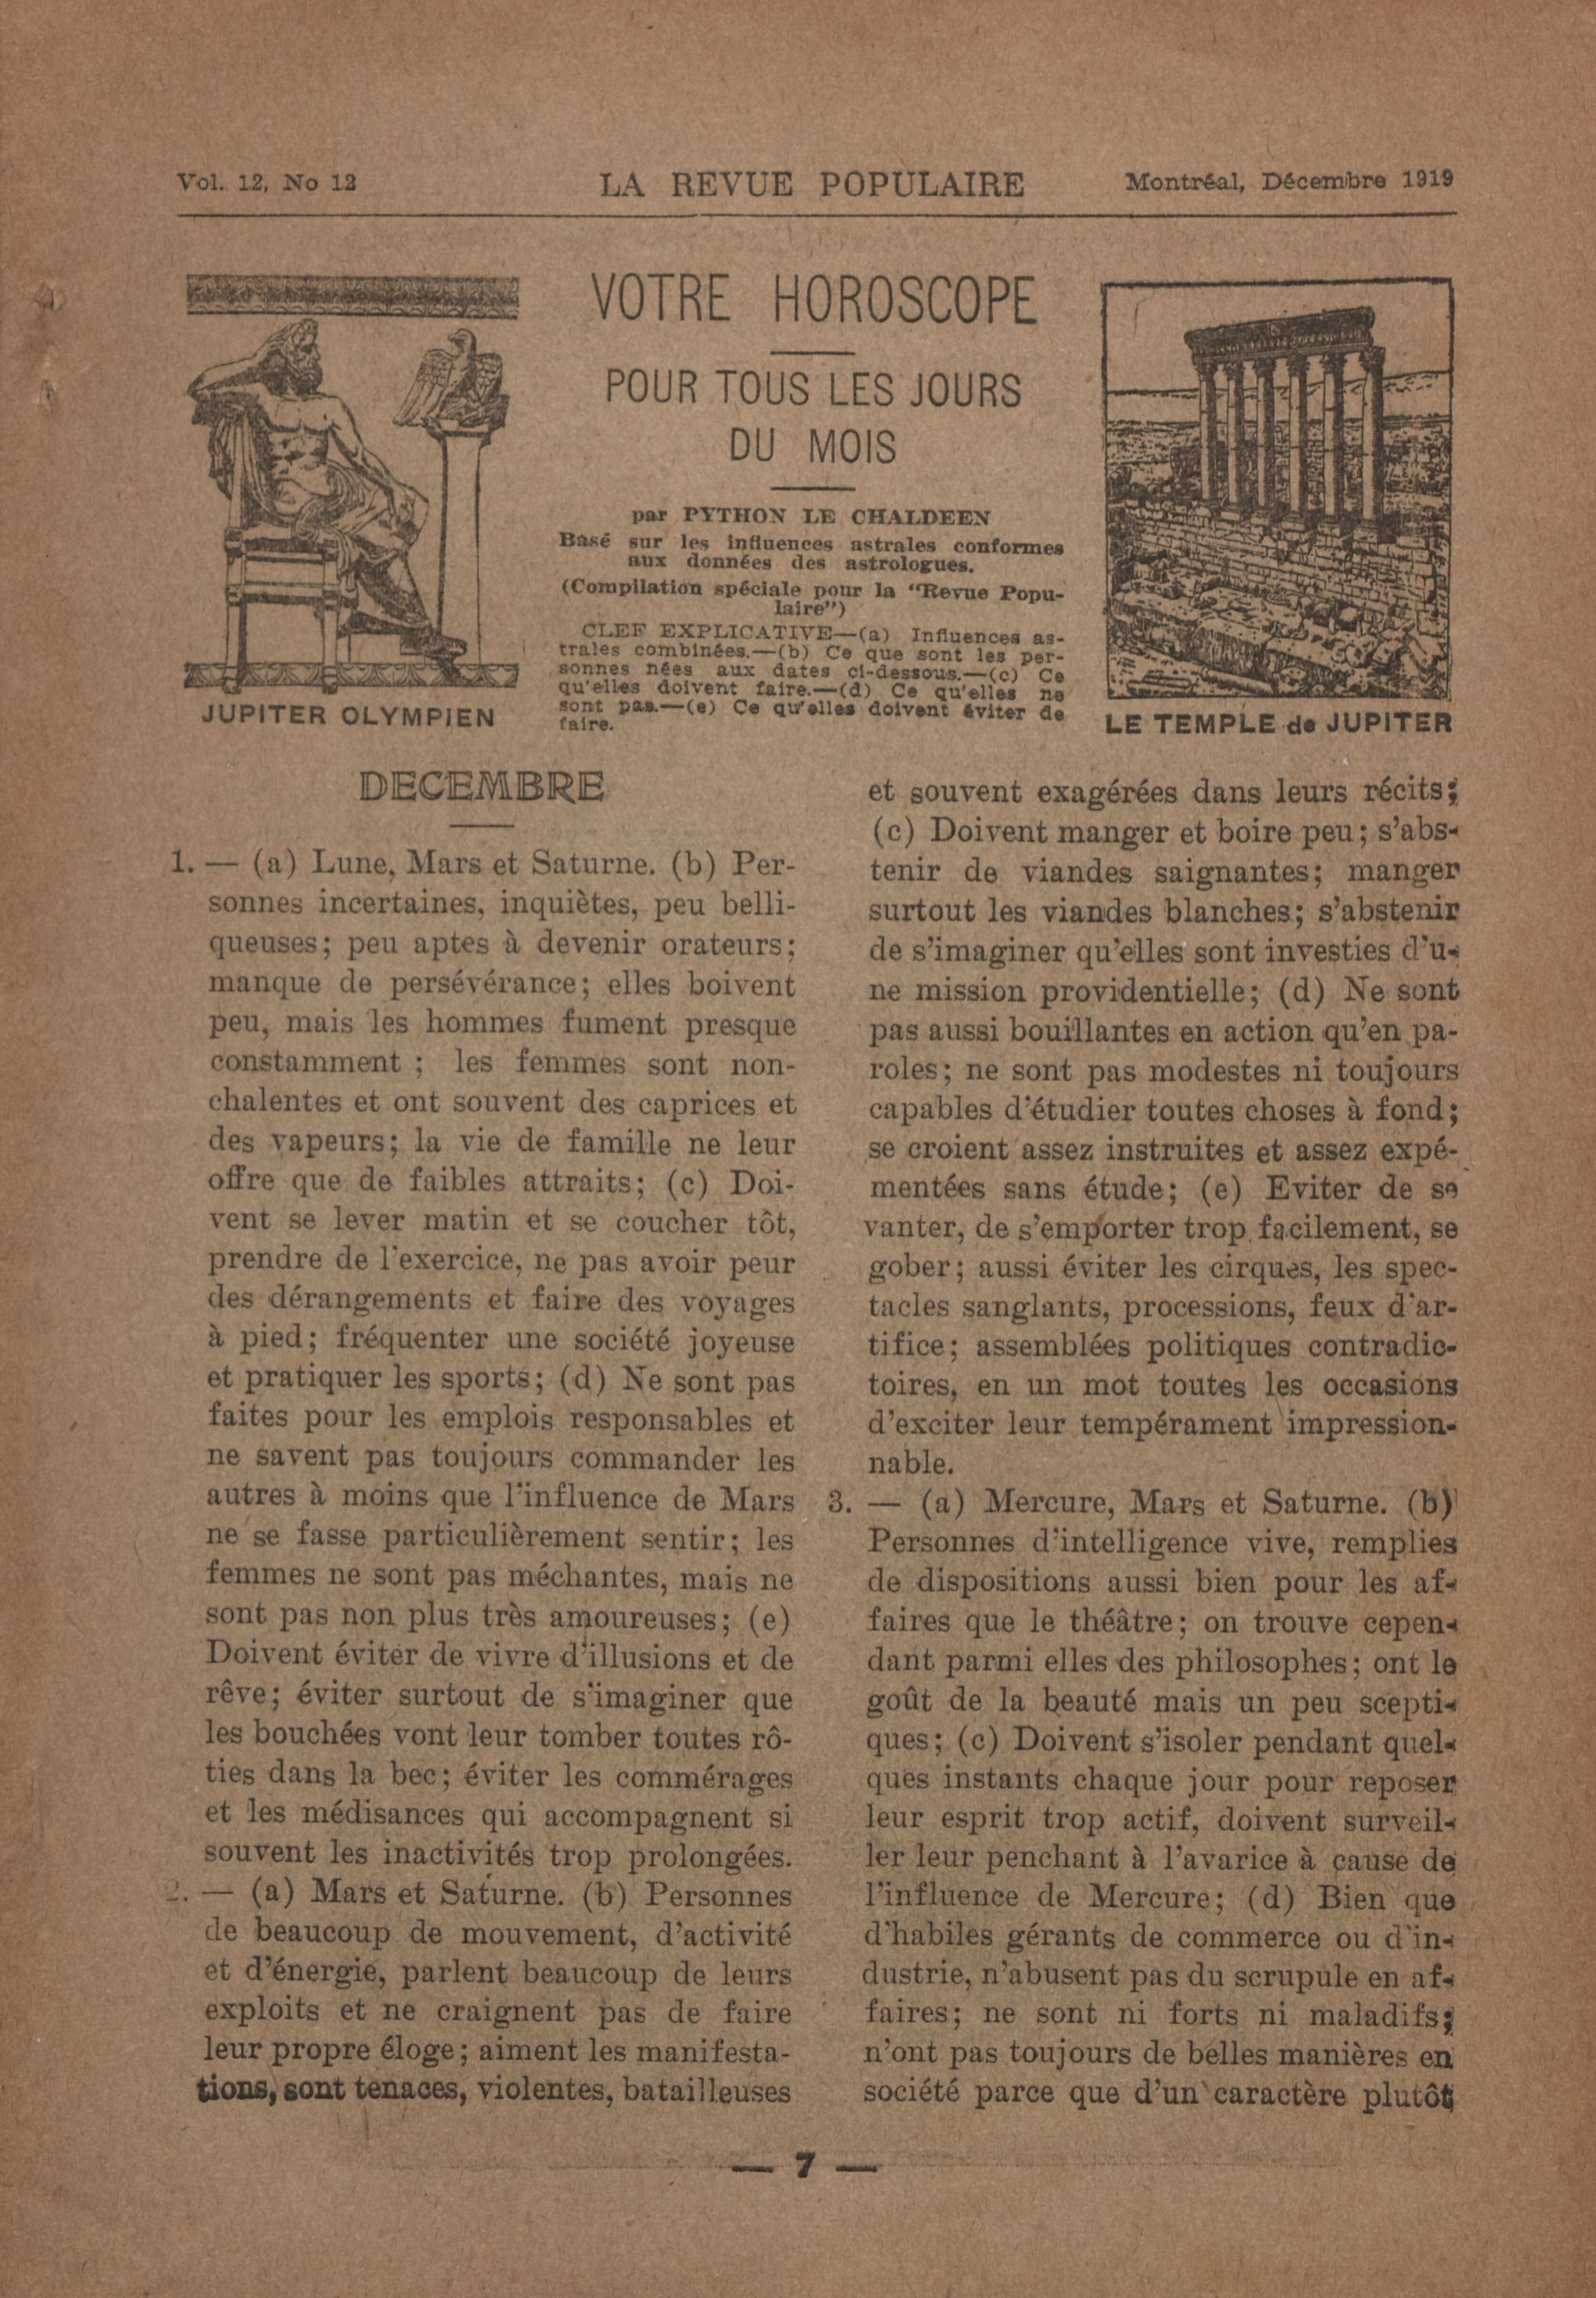 Vol. 12, No 12
LA REVUE POPULAIRE
Montréal, Décembre 1919
VOTRE HOROSCOPE
POUR TOUS LES JOURS
DU MOIS
par PYTHON LE CHALDEEN
Basé sur les influences astrales conformes
aux données des astrologues.
(Compilation spéciale pour la "Revue Popu-
laire")
CLEF EXPLICATIVE—(a) Influences as-
trales combinées.—(b) Ce que sont les per-
sonnes nées aux dates ci-dessous.—(c) Ce
qu'elles doivent faire.—(d) Ce qu'elles ne
sont pas.—(e) Ce qu'elles doivent éviter de
faire.
JUPITER OLYMPIEN
LE TEMPLE de JUPITER
DECEMBRE
1. — (a) Lune, Mars et Saturne. (b) Per-
sonnes incertaines, inquiètes, peu belli-
queuses; peu aptes à devenir orateurs;
manque de persévérance; elles boivent
peu, mais les hommes fument presque
constamment ; les femmes sont non-
chalentes et ont souvent des caprices et
des vapeurs; la vie de famille ne leur
offre que de faibles attraits; (c) Doi-
vent se lever matin et se coucher tôt,
prendre de l'exercice, ne pas avoir peur
des dérangements et faire des voyages
à pied; fréquenter une société joyeuse
et pratiquer les sports; (d) Ne sont pas
faites pour les emplois responsables et
ne savent pas toujours commander les
autres à moins que l'influence de Mars
ne se fasse particulièrement sentir; les
femmes ne sont pas méchantes, mais ne
sont pas non plus très amoureuses; (e)
Doivent éviter de vivre d'illusions et de
rêve; éviter surtout de s'imaginer que
les bouchées vont leur tomber toutes rô-
ties dans la bec; éviter les commérages
et les médisances qui accompagnent si
souvent les inactivités trop prolongées.
2. — (a) Mars et Saturne. (b) Personnes
de beaucoup de mouvement, d'activité
et d'énergie, parlent beaucoup de leurs
exploits et ne craignent pas de faire
leur propre éloge; aiment les manifesta-
tions, sont tenaces, violentes, batailleuses
et souvent exagérées dans leurs récits;
(c) Doivent manger et boire peu; s'abs-
tenir de viandes saignantes; manger
surtout les viandes blanches; s'abstenir
de s'imaginer qu'elles sont investies d'u-
ne mission providentielle; (d) Ne sont
pas aussi bouillantes en action qu'en pa-
roles; ne sont pas modestes ni toujours
capables d'étudier toutes choses à fond;
se croient assez instruites et assez expé-
mentées sans étude; (e) Eviter de se
vanter, de s'emporter trop facilement, se
gober; aussi éviter les cirques, les spec-
tacles sanglants, processions, feux d'ar-
tifice; assemblées politiques contradic-
toires, en un mot toutes les occasions
d'exciter leur tempérament impression-
nable.
3. — (a) Mercure, Mars et Saturne. (b)
Personnes d'intelligence vive, remplies
de dispositions aussi bien pour les af-
faires que le théâtre; on trouve cepen-
dant parmi elles des philosophes; ont le
goût de la beauté mais un peu scepti-
ques; (c) Doivent s'isoler pendant quel-
ques instants chaque jour pour reposer
leur esprit trop actif, doivent surveil-
ler leur penchant à l'avarice à cause de
l'influence de Mercure; (d) Bien que
d'habiles gérants de commerce ou d'in-
dustrie, n'abusent pas du scrupule en af-
faires; ne sont ni forts ni maladifs;
n'ont pas toujours de belles manières en
société parce que d'un caractère plutôt
— 7 —